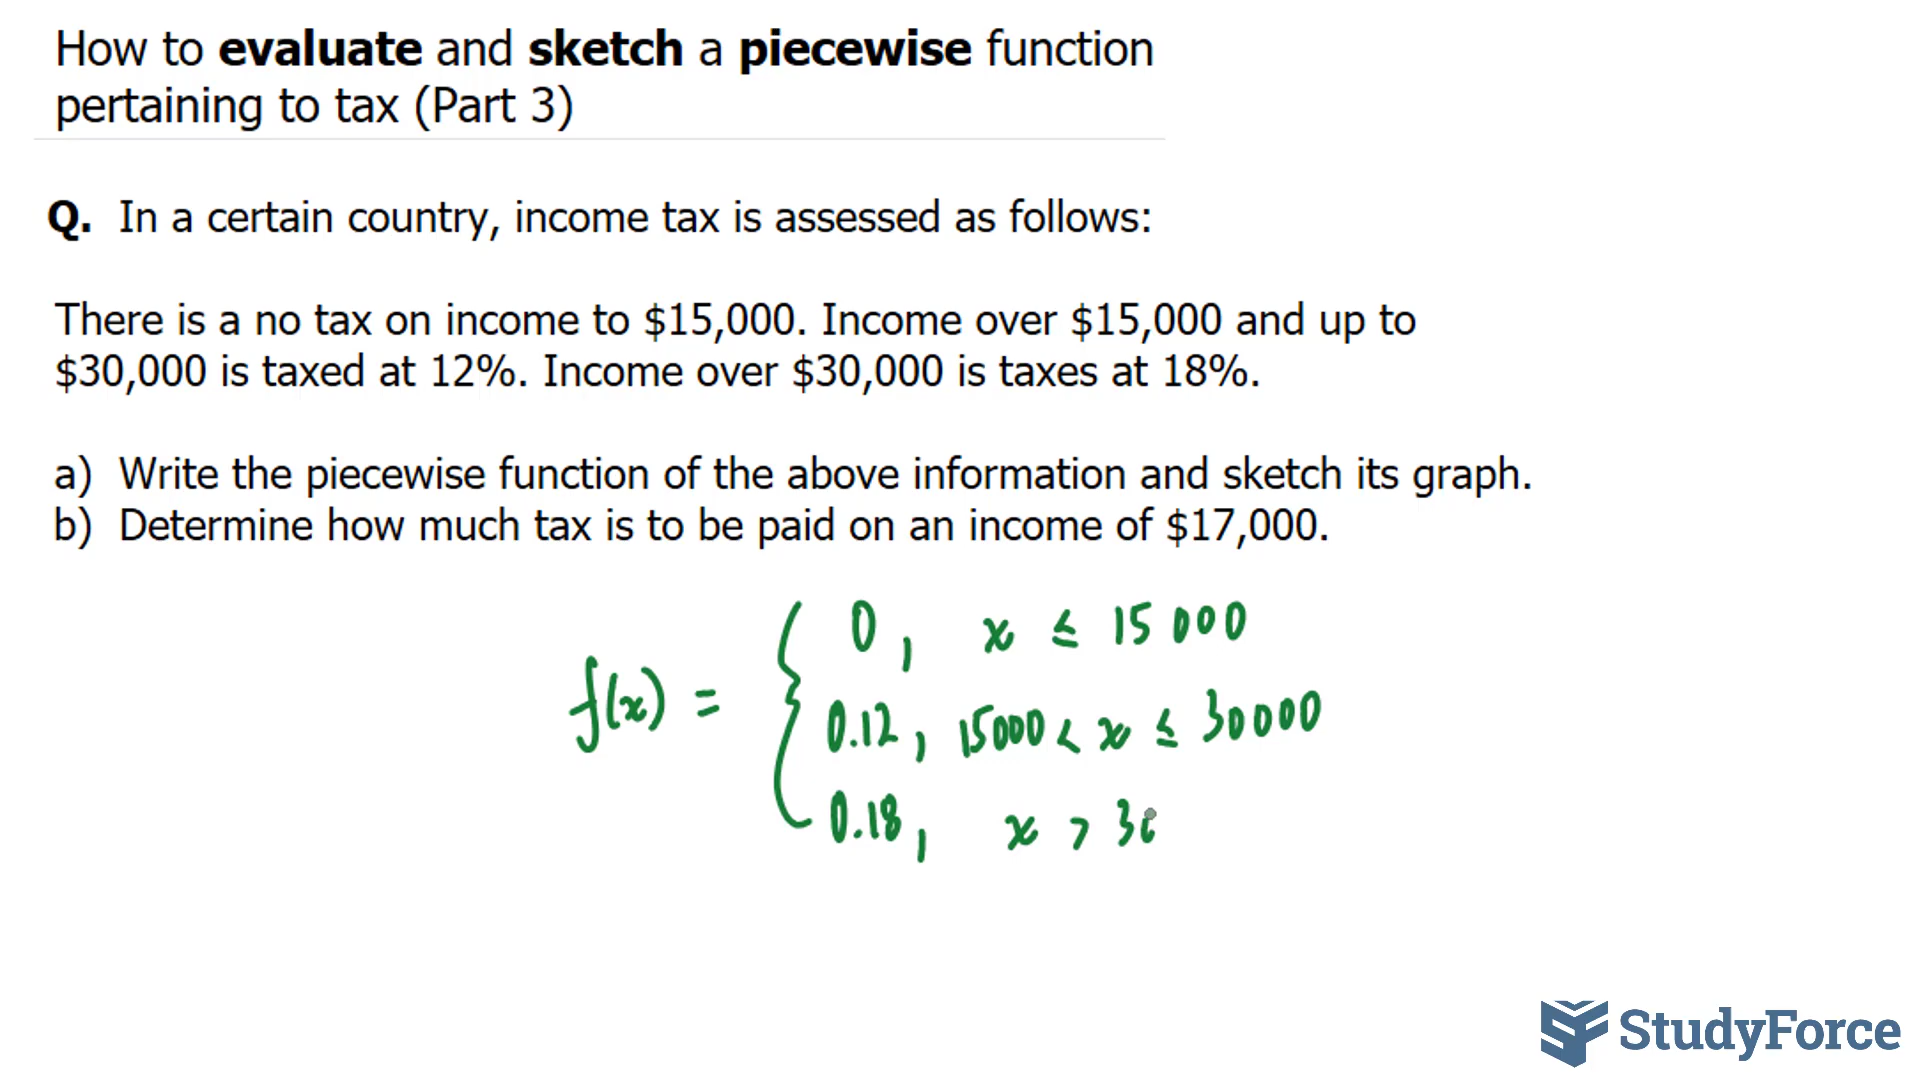 How to evaluate and sketch a piecewise function
pertaining to tax (Part 3)
Q. In a certain country, income tax is assessed as follows:
There is a no tax on income to $15,000. Income over $15,000 and up to
$30,000 is taxed at 12%. Income over $30,000 is taxes at 18%.
a) Write the piecewise function of the above information and sketch its graph.
b) Determine how much tax is to be paid on an income of $17,000.
0, x ≤ 15 000
f(x) = { 0.12, 15000 < x ≤ 30000
0.18, x > 30
StudyForce